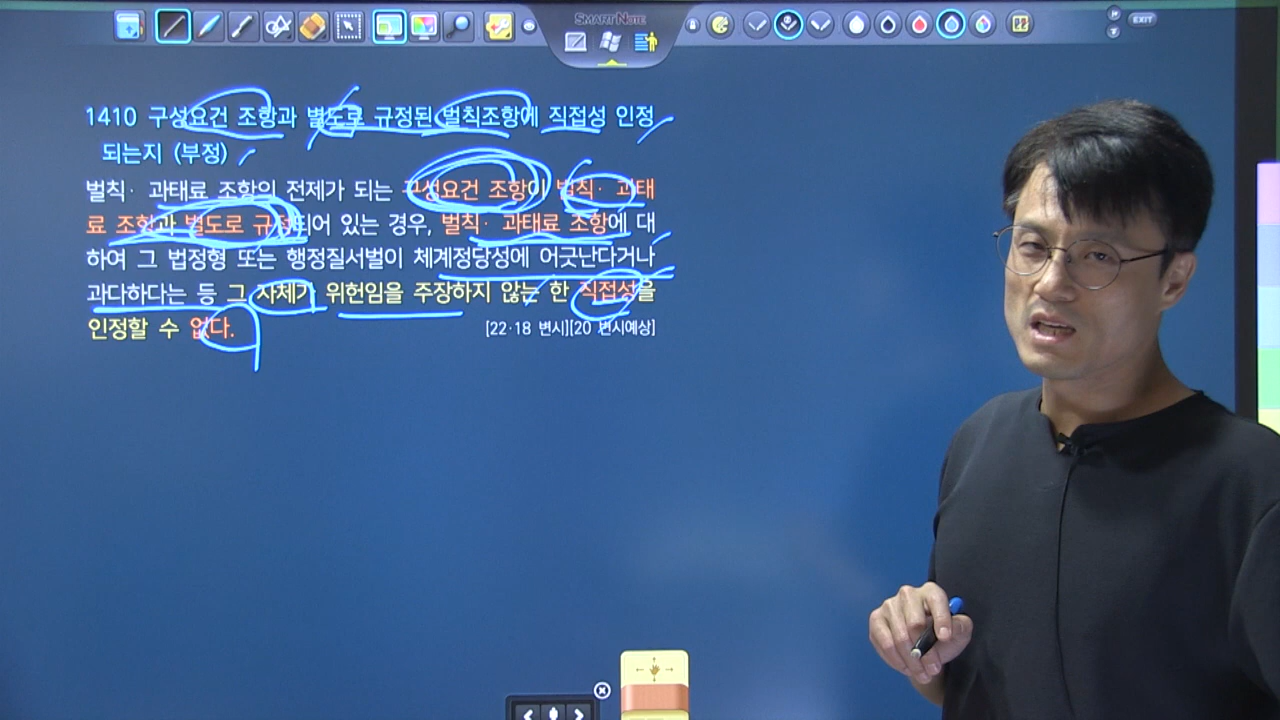 SMARTNOTE
EXIT
1410 구성요건 조항과 별도로 규정된 벌칙조항에 직접성 인정
되는지 (부정)
벌칙· 과태료 조항의 전제가 되는 구성요건 조항이 벌칙· 과태
료 조항과 별도로 규정되어 있는 경우, 벌칙· 과태료 조항에 대
하여 그 법정형 또는 행정질서벌이 체계정당성에 어긋난다거나
과다하다는 등 그 자체가 위헌임을 주장하지 않는 한 직접성을
인정할 수 없다.
[22·18 변시][20 변시예상]